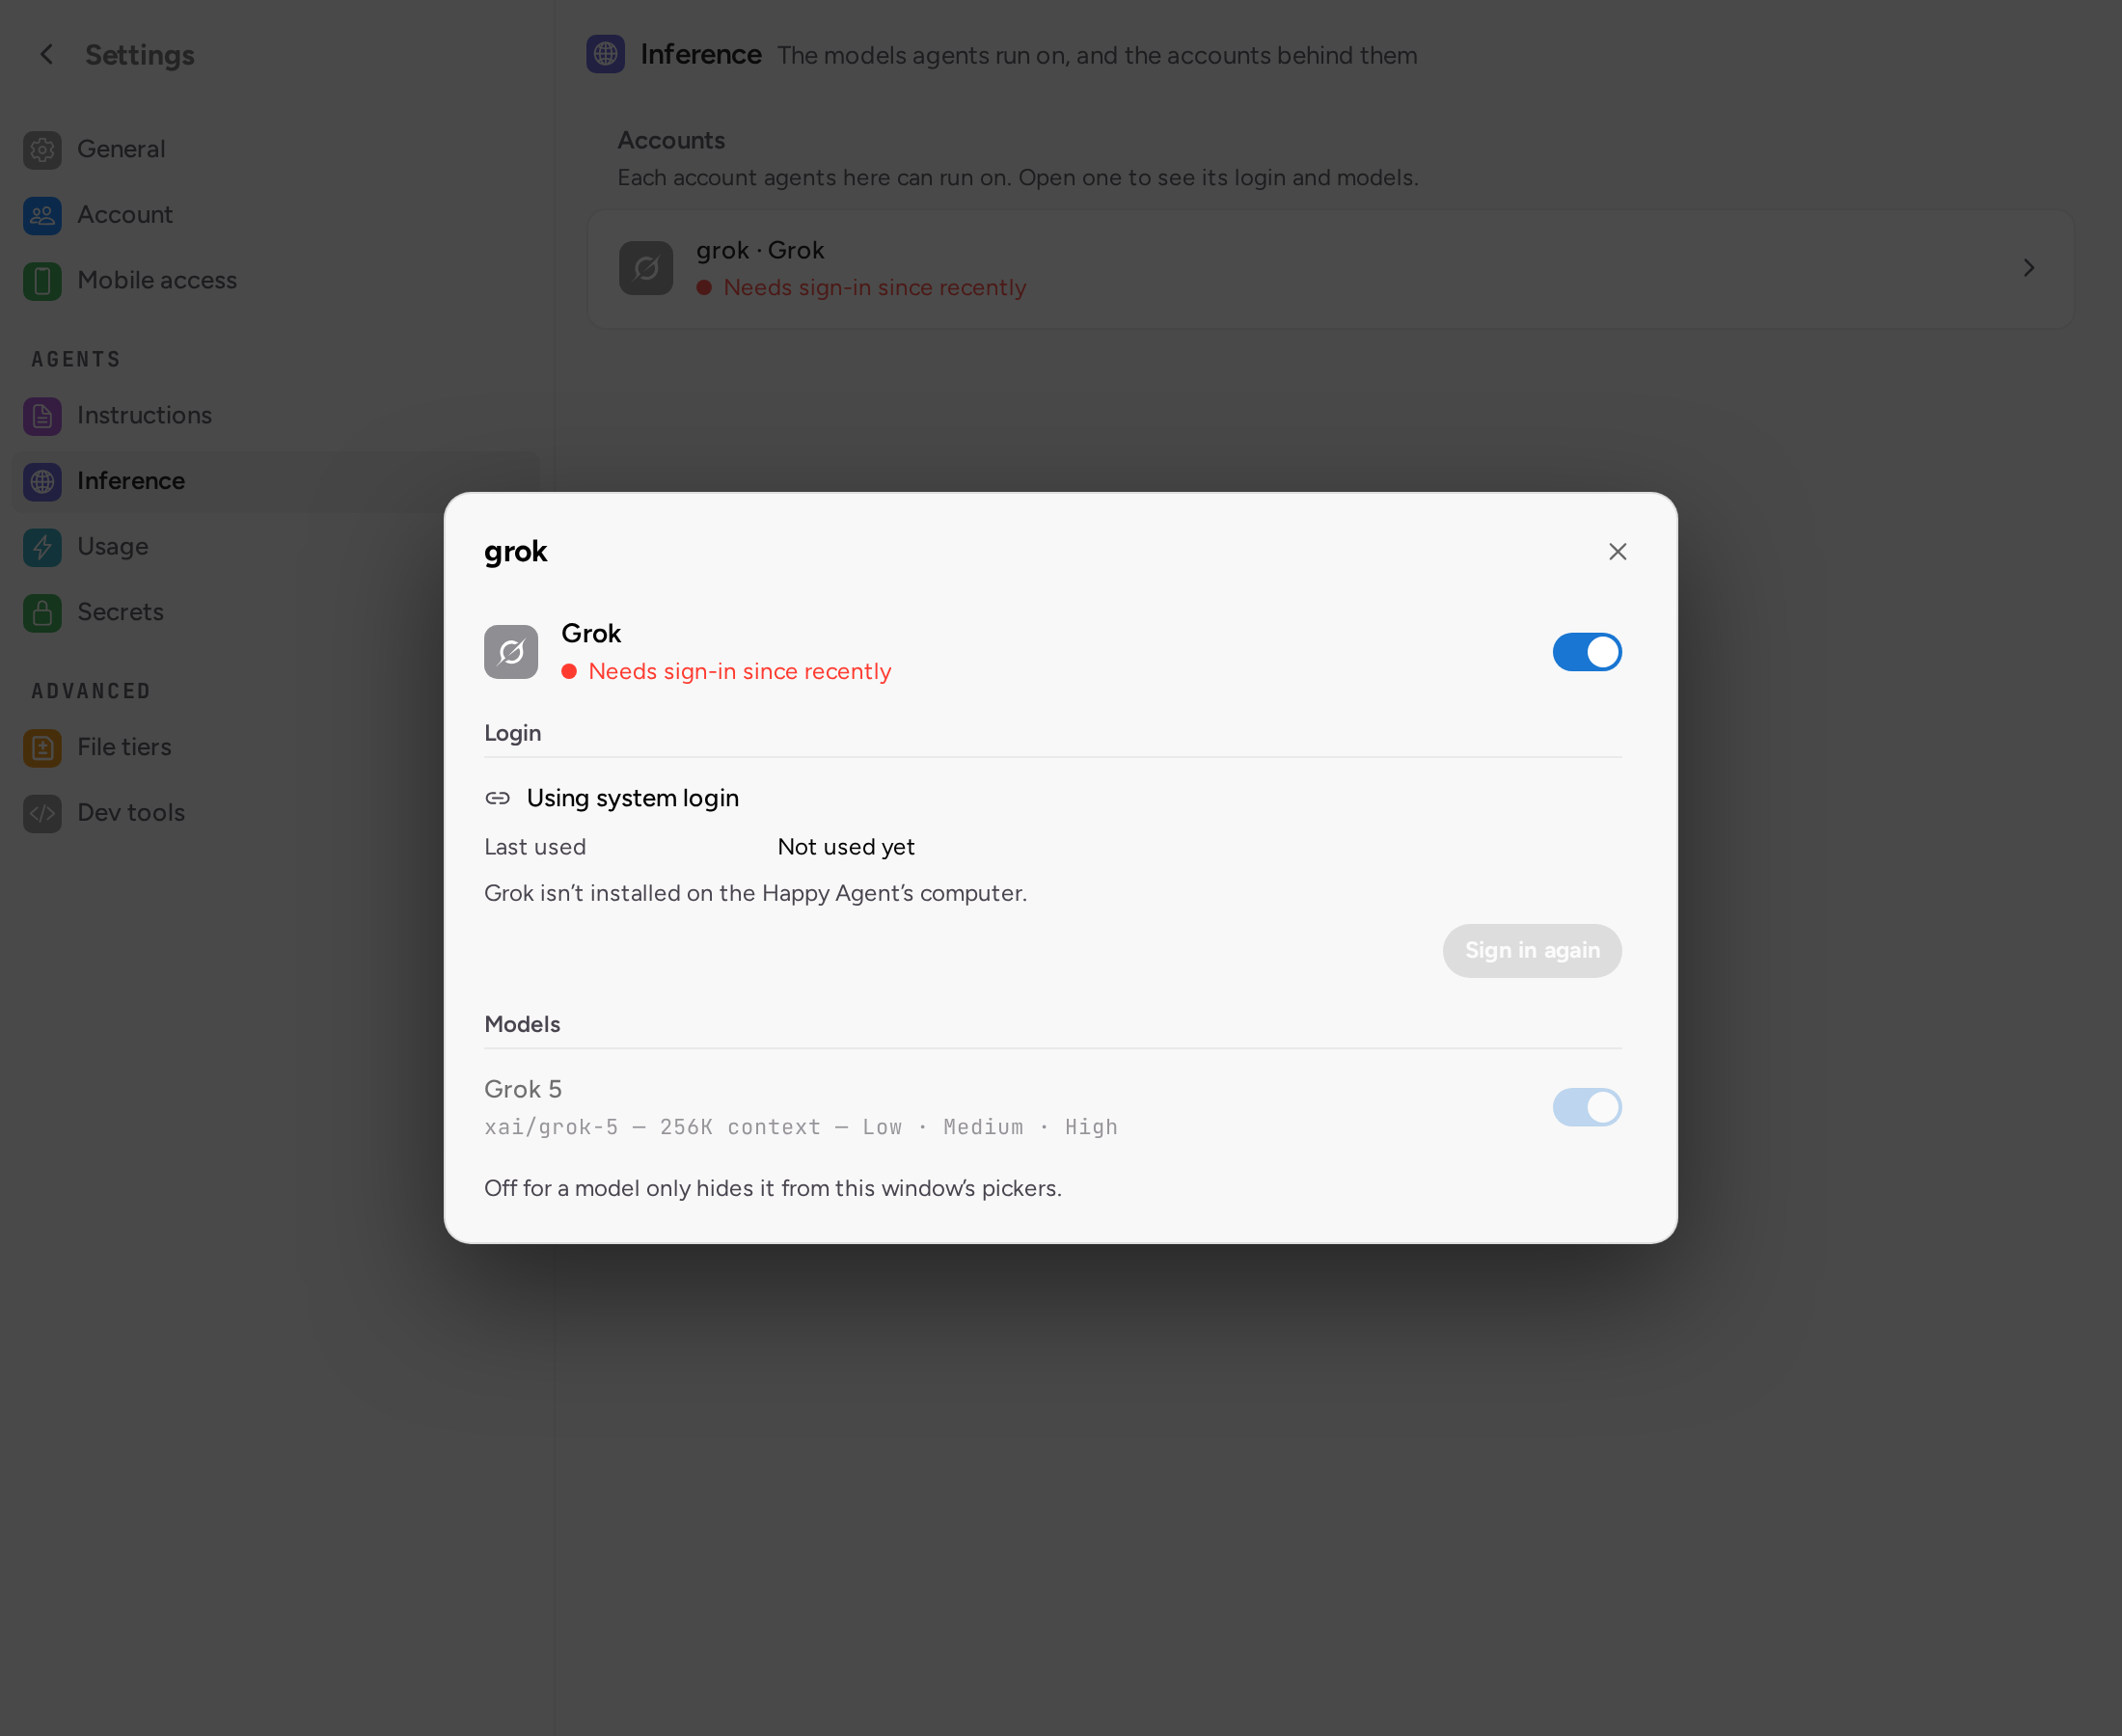 Settings
General
Account
Mobile access
AGENTS
Instructions
Inference
Usage
Secrets
ADVANCED
File tiers
Dev tools
Inference The models agents run on, and the accounts behind them
Accounts
Each account agents here can run on. Open one to see its login and models.
grok · Grok
Needs sign-in since recently
grok
Grok
Needs sign-in since recently
Login
Using system login
Last used Not used yet
Grok isn’t installed on the Happy Agent’s computer.
Sign in again
Models
Grok 5
xai/grok-5 — 256K context — Low · Medium · High
Off for a model only hides it from this window’s pickers.